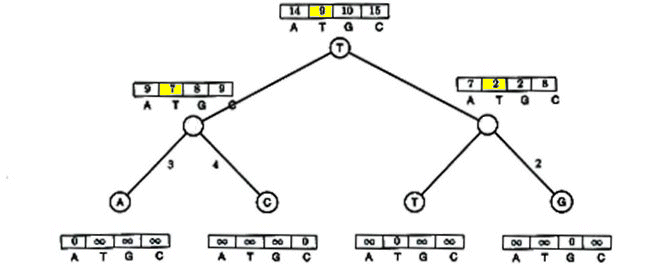 14 9 10 15
A T G C
T
9 7 8 9
A T G C
7 2 2 8
A T G C
3 4 2
A C T G
0 ∞ ∞ ∞
A T G C
∞ ∞ ∞ 0
A T G C
∞ 0 ∞ ∞
A T G C
∞ ∞ 0 ∞
A T G C